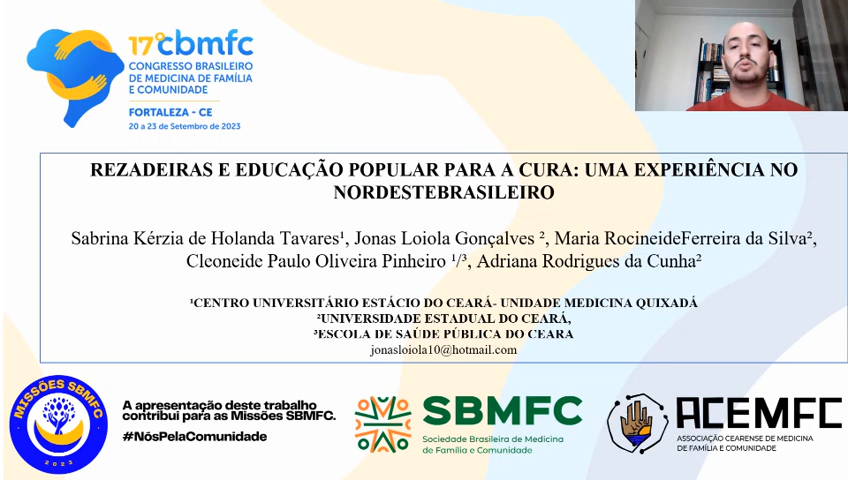 17º cbmfc
CONGRESSO BRASILEIRO
DE MEDICINA DE FAMÍLIA
E COMUNIDADE
FORTALEZA - CE
20 a 23 de Setembro de 2023
REZADEIRAS E EDUCAÇÃO POPULAR PARA A CURA: UMA EXPERIÊNCIA NO
NORDESTEBRASILEIRO
Sabrina Kérzia de Holanda Tavares¹, Jonas Loiola Gonçalves ², Maria RocineideFerreira da Silva²,
Cleoneide Paulo Oliveira Pinheiro ¹/³, Adriana Rodrigues da Cunha²
¹CENTRO UNIVERSITÁRIO ESTÁCIO DO CEARÁ- UNIDADE MEDICINA QUIXADÁ
²UNIVERSIDADE ESTADUAL DO CEARÁ,
³ESCOLA DE SAÚDE PÚBLICA DO CEARA
jonasloiola10@hotmail.com
MISSÕES SBMFC
2023
A apresentação deste trabalho
contribui para as Missões SBMFC.
#NósPelaComunidade
SBMFC
Sociedade Brasileira de Medicina
de Família e Comunidade
ACEMFC
ASSOCIAÇÃO CEARENSE DE MEDICINA
DE FAMÍLIA E COMUNIDADE